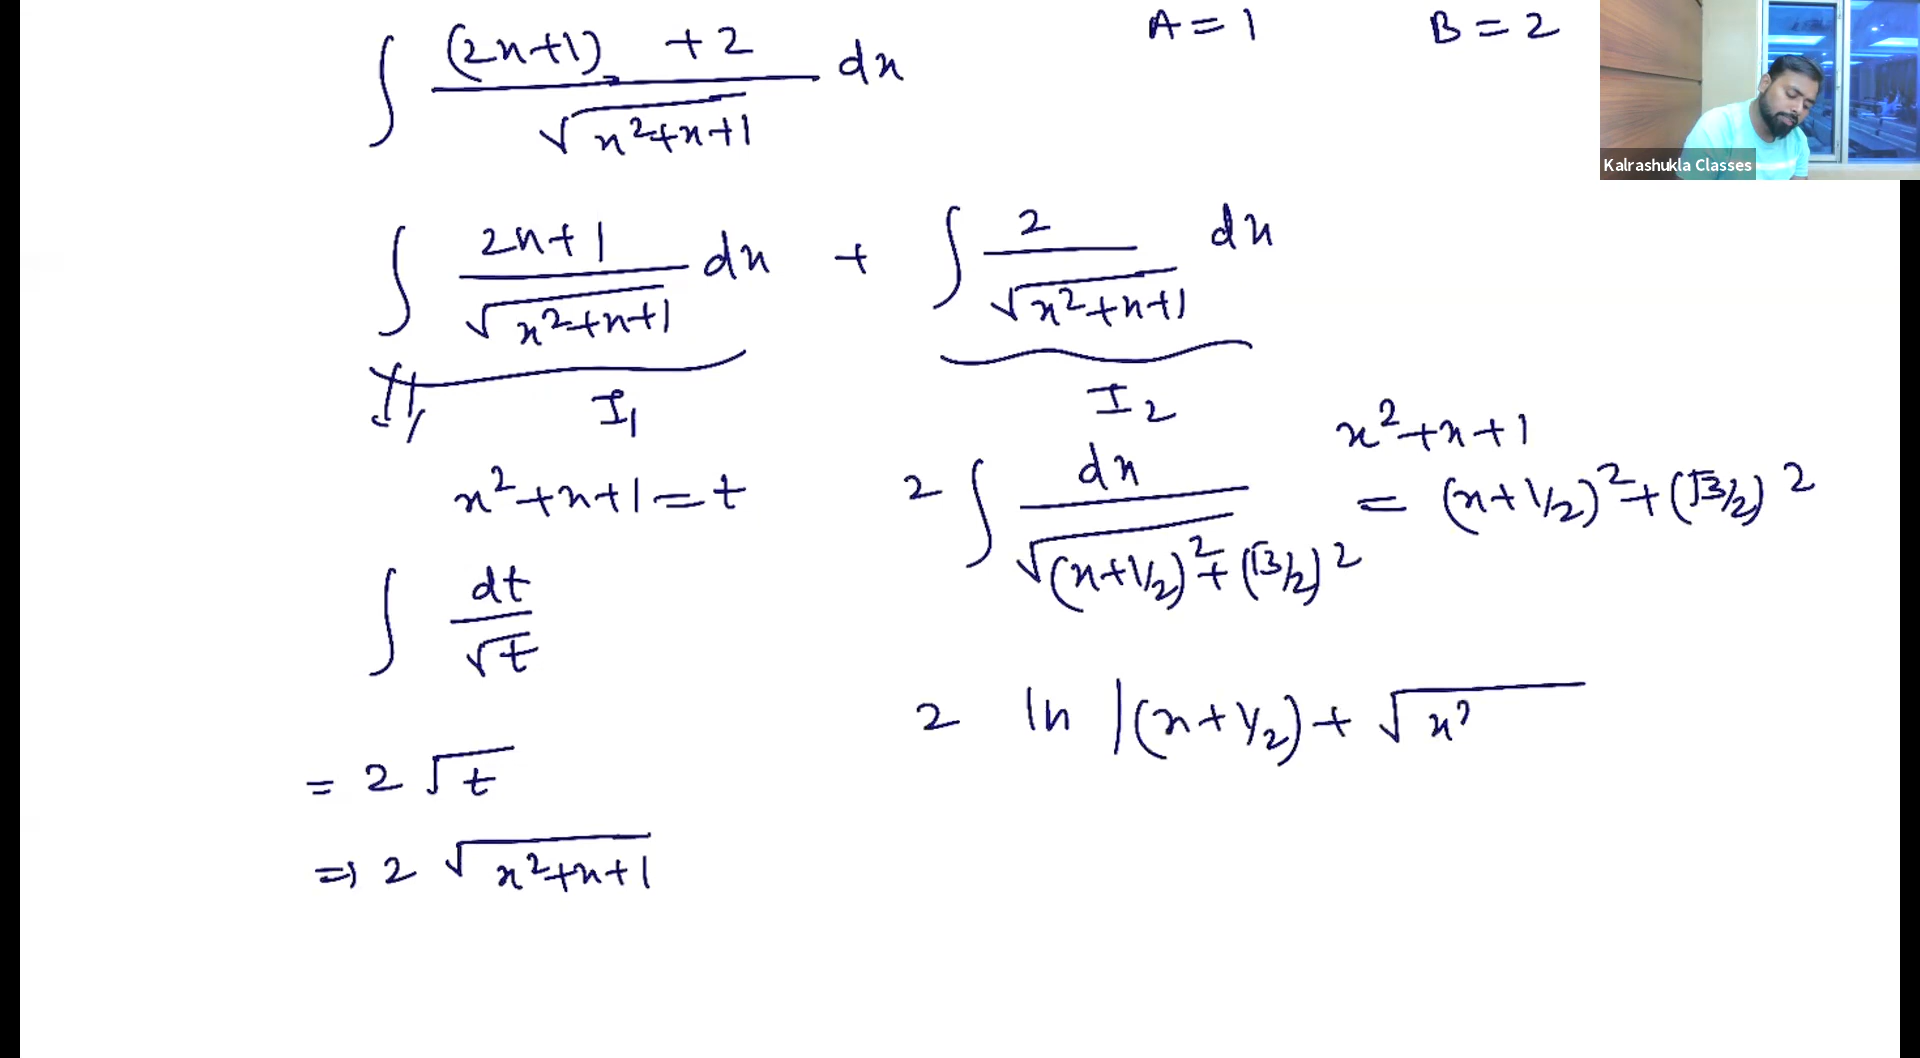 ∫ (2x+1) +2 / √(x²+x+1) dx
A = 1 B = 2
Kalrashukla Classes
∫ 2x+1 / √(x²+x+1) dx + ∫ 2 / √(x²+x+1) dx
I₁ I₂
x²+x+1
x²+x+1 = t
= (x+1/2)² + (√3/2)²
2 ∫ dx / √((x+1/2)² + (√3/2)²)
∫ dt / √t
2 ln |(x+1/2) + √x²
= 2 √t
⇒ 2 √(x²+x+1)